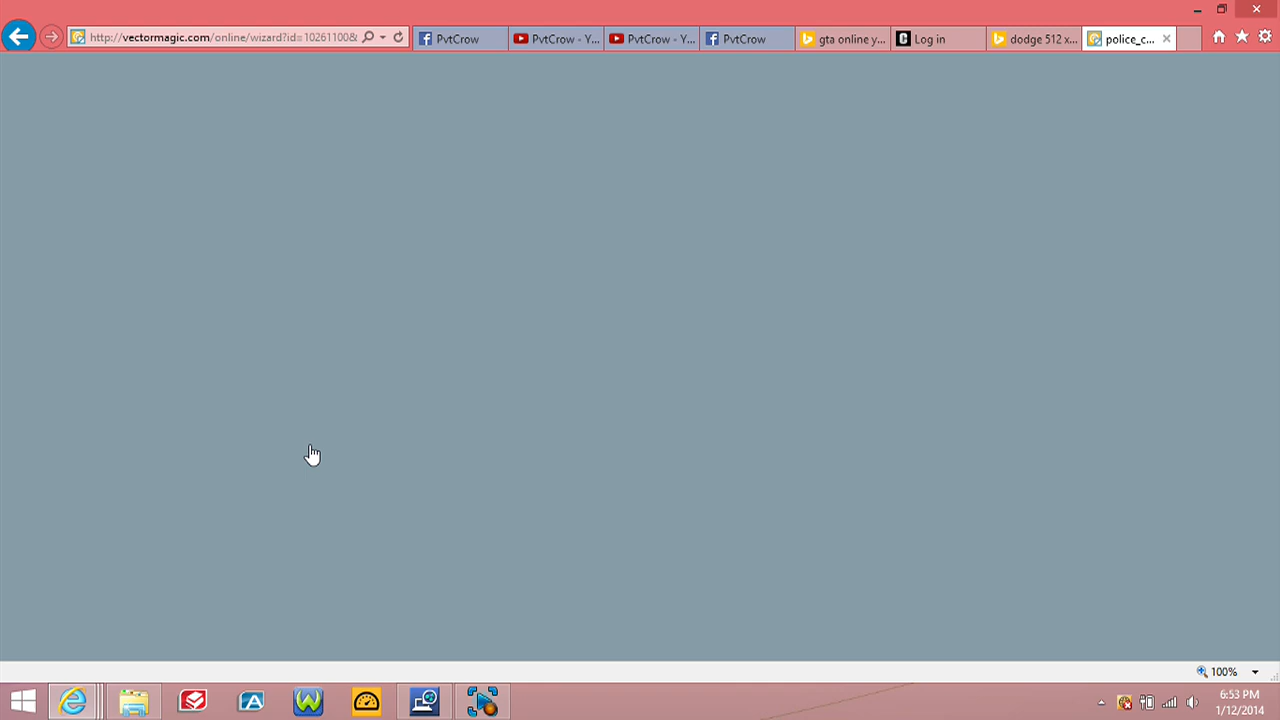 http://vectormagic.com/online/wizard?id=10261100&
PvtCrow
PvtCrow - Y...
PvtCrow - Y...
PvtCrow
gta online y...
Log in
dodge 512 x...
police_c...
100%
6:53 PM
1/12/2014